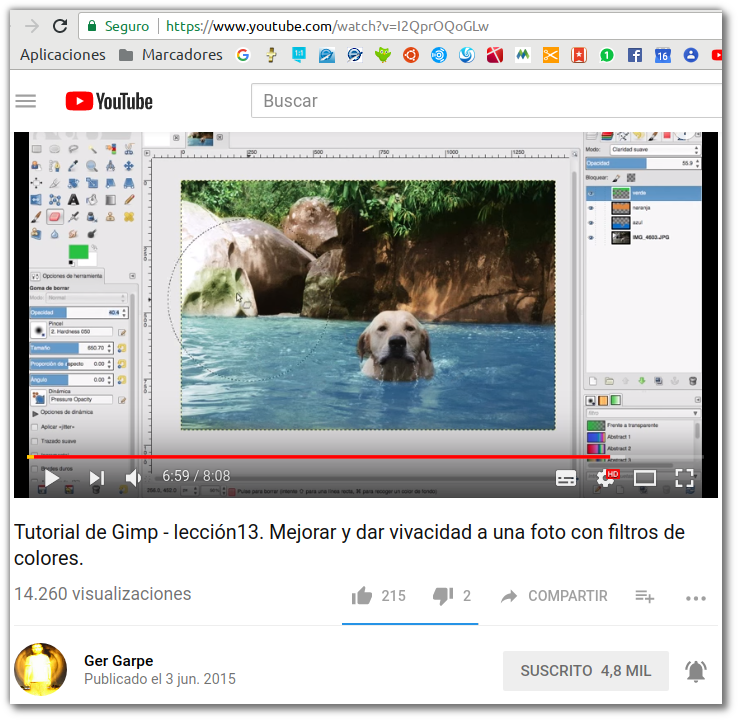 Seguro
https://www.youtube.com/watch?v=I2QprOQoGLw
Aplicaciones
Marcadores
YouTube
Buscar
Modo: Claridad suave
Opacidad 55.9
Bloquear:
verde
naranja
azul
IMG_4603.JPG
Opciones de herramienta
Goma de borrar
Modo: Normal
Opacidad 40.4
Pincel
2. Hardness 050
Tamaño 650.70
Proporción de aspecto 0.00
Ángulo 0.00
Dinámica
Pressure Opacity
Opciones de dinámica
Aplicar «jitter»
Trazado suave
Bordes duros
filtro
Frente a transparente
Abstract 1
Abstract 2
Abstract 3
6:59 / 8:08
HD
Tutorial de Gimp - lección13. Mejorar y dar vivacidad a una foto con filtros de
colores.
14.260 visualizaciones
215
2
COMPARTIR
Ger Garpe
Publicado el 3 jun. 2015
SUSCRITO 4,8 MIL